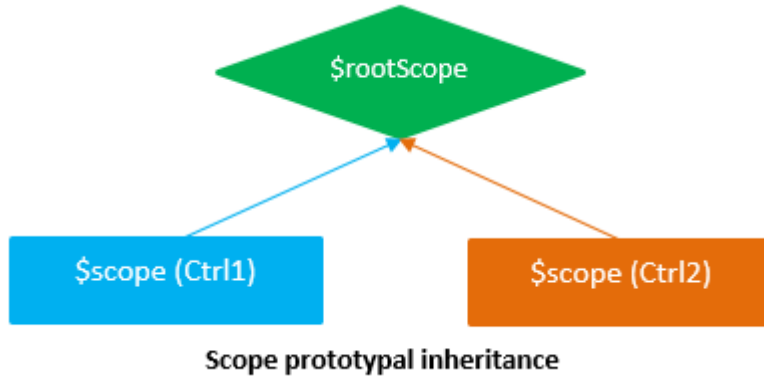 $rootScope
$scope (Ctrl1)
$scope (Ctrl2)
Scope prototypal inheritance